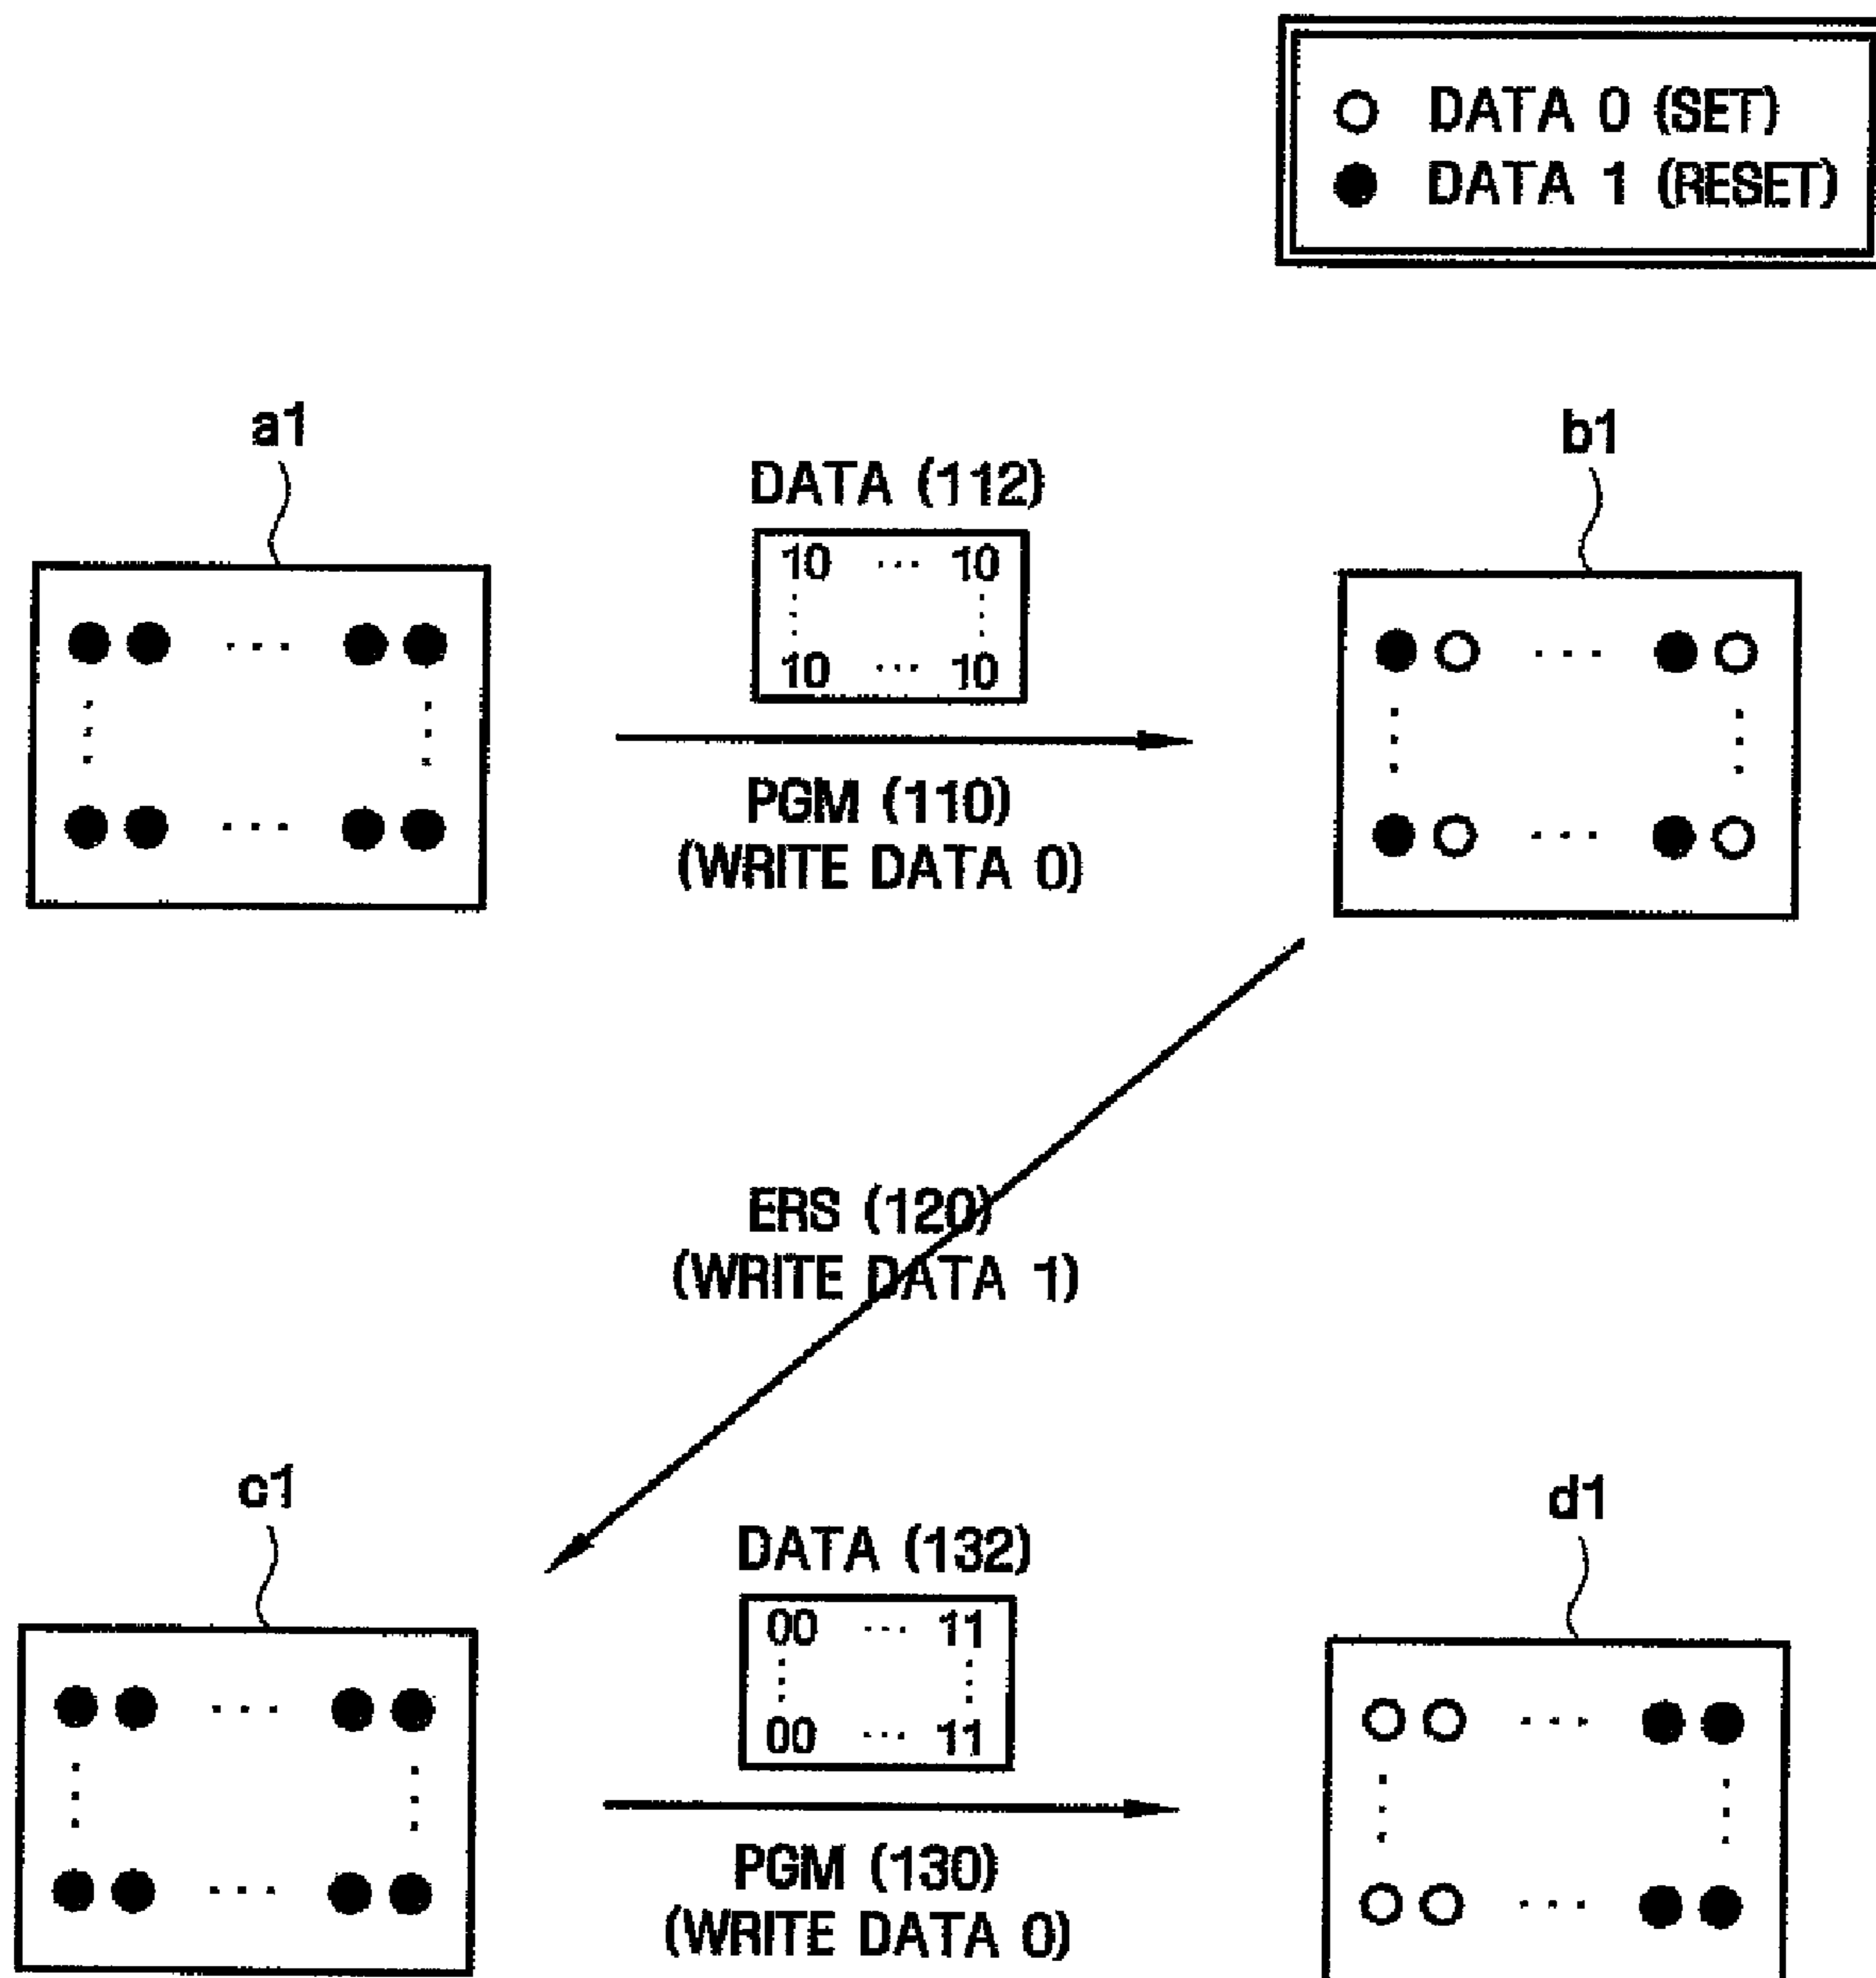 DATA 0 (SET)
DATA 1 (RESET)
a1
DATA (112)
10 ... 10
10 ... 10
PGM (110)
(WRITE DATA 0)
b1
ERS (120)
(WRITE DATA 1)
c1
DATA (132)
00 ... 11
00 ... 11
PGM (130)
(WRITE DATA 0)
d1